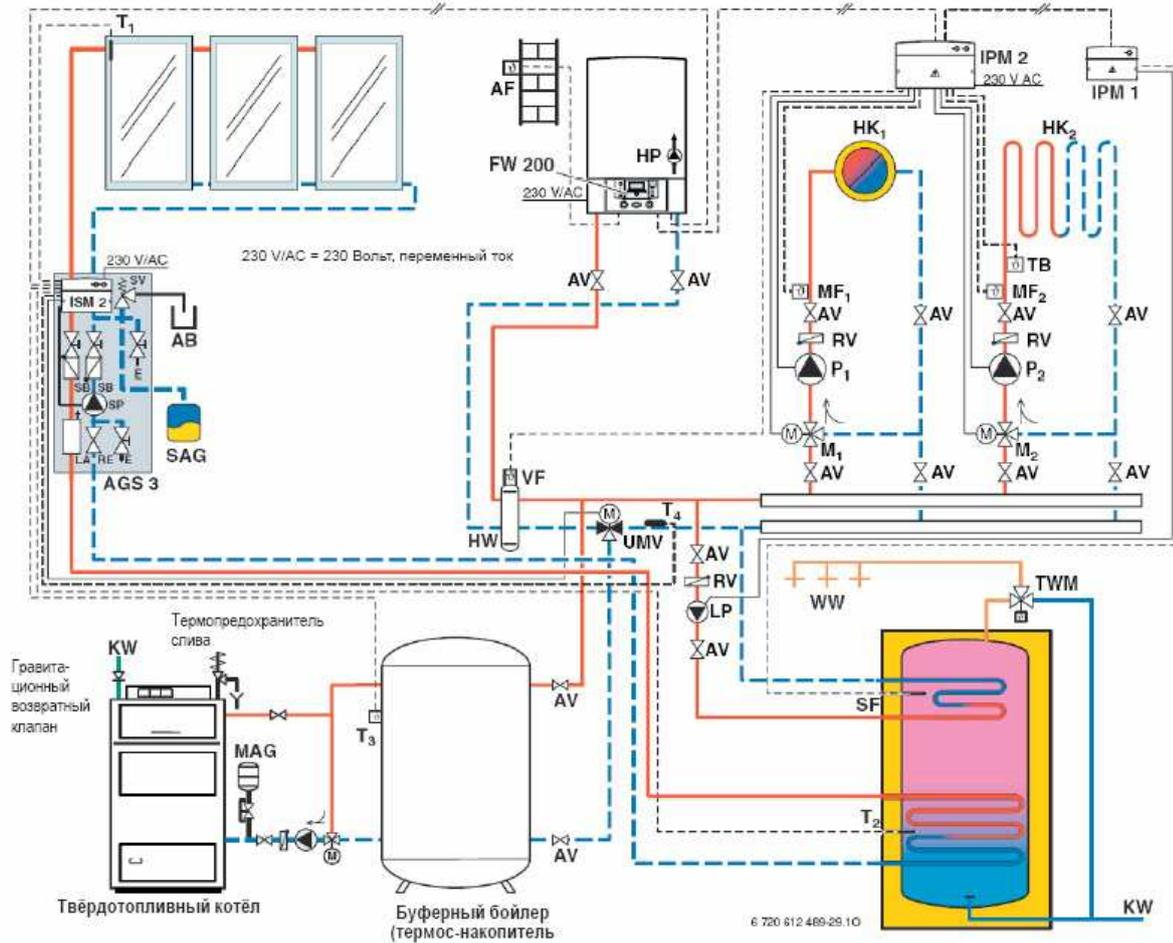 T₁
IPM 2
230 V AC
IPM 1
AF
HK₁
HK₂
HP
FW 200
230 V/AC
230 V/AC
230 V/AC = 230 Вольт, переменный ток
ISM 2
SV
AB
AV
AV
TB
MF₁
MF₂
AV
AV
AV
AV
RV
RV
E
P₁
P₂
SB
SB
SP
SAG
M
M
M₁
M₂
LA
RE
E
AV
AV
AV
AV
AGS 3
VF
M
T₄
HW
UMV
AV
RV
LP
AV
WW
TWM
Термопредохранитель
слива
KW
Гравита-
ционный
возвратный
клапан
AV
SF
T₃
MAG
T₂
M
AV
Твёрдотопливный котёл
Буферный бойлер
(термос-накопитель
6 720 612 489-29.1O
KW